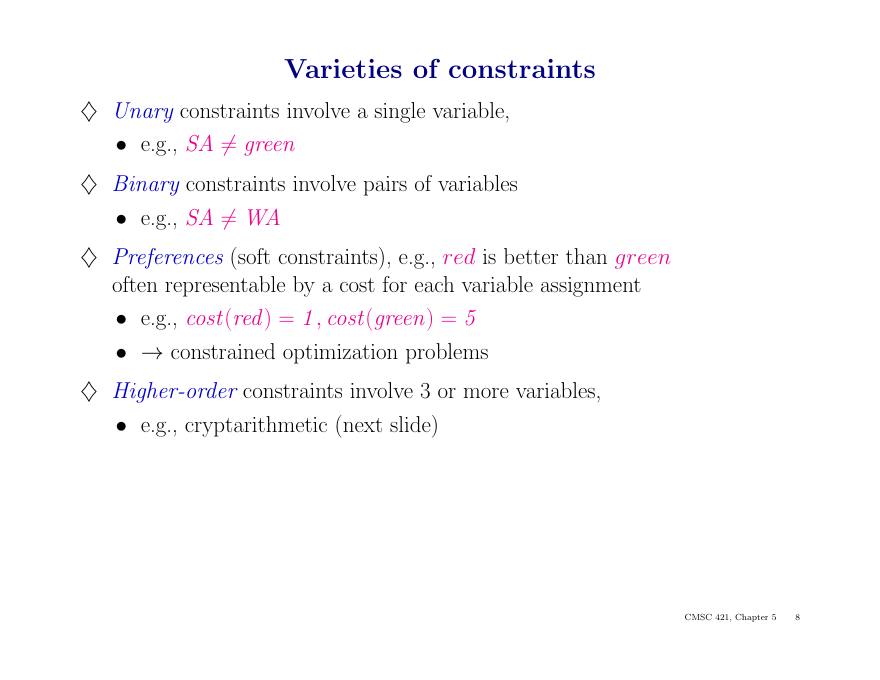 Varieties of constraints
♢ Unary constraints involve a single variable,
• e.g., SA ≠ green
♢ Binary constraints involve pairs of variables
• e.g., SA ≠ WA
♢ Preferences (soft constraints), e.g., red is better than green
often representable by a cost for each variable assignment
• e.g., cost(red) = 1, cost(green) = 5
• → constrained optimization problems
♢ Higher-order constraints involve 3 or more variables,
• e.g., cryptarithmetic (next slide)
CMSC 421, Chapter 5 8